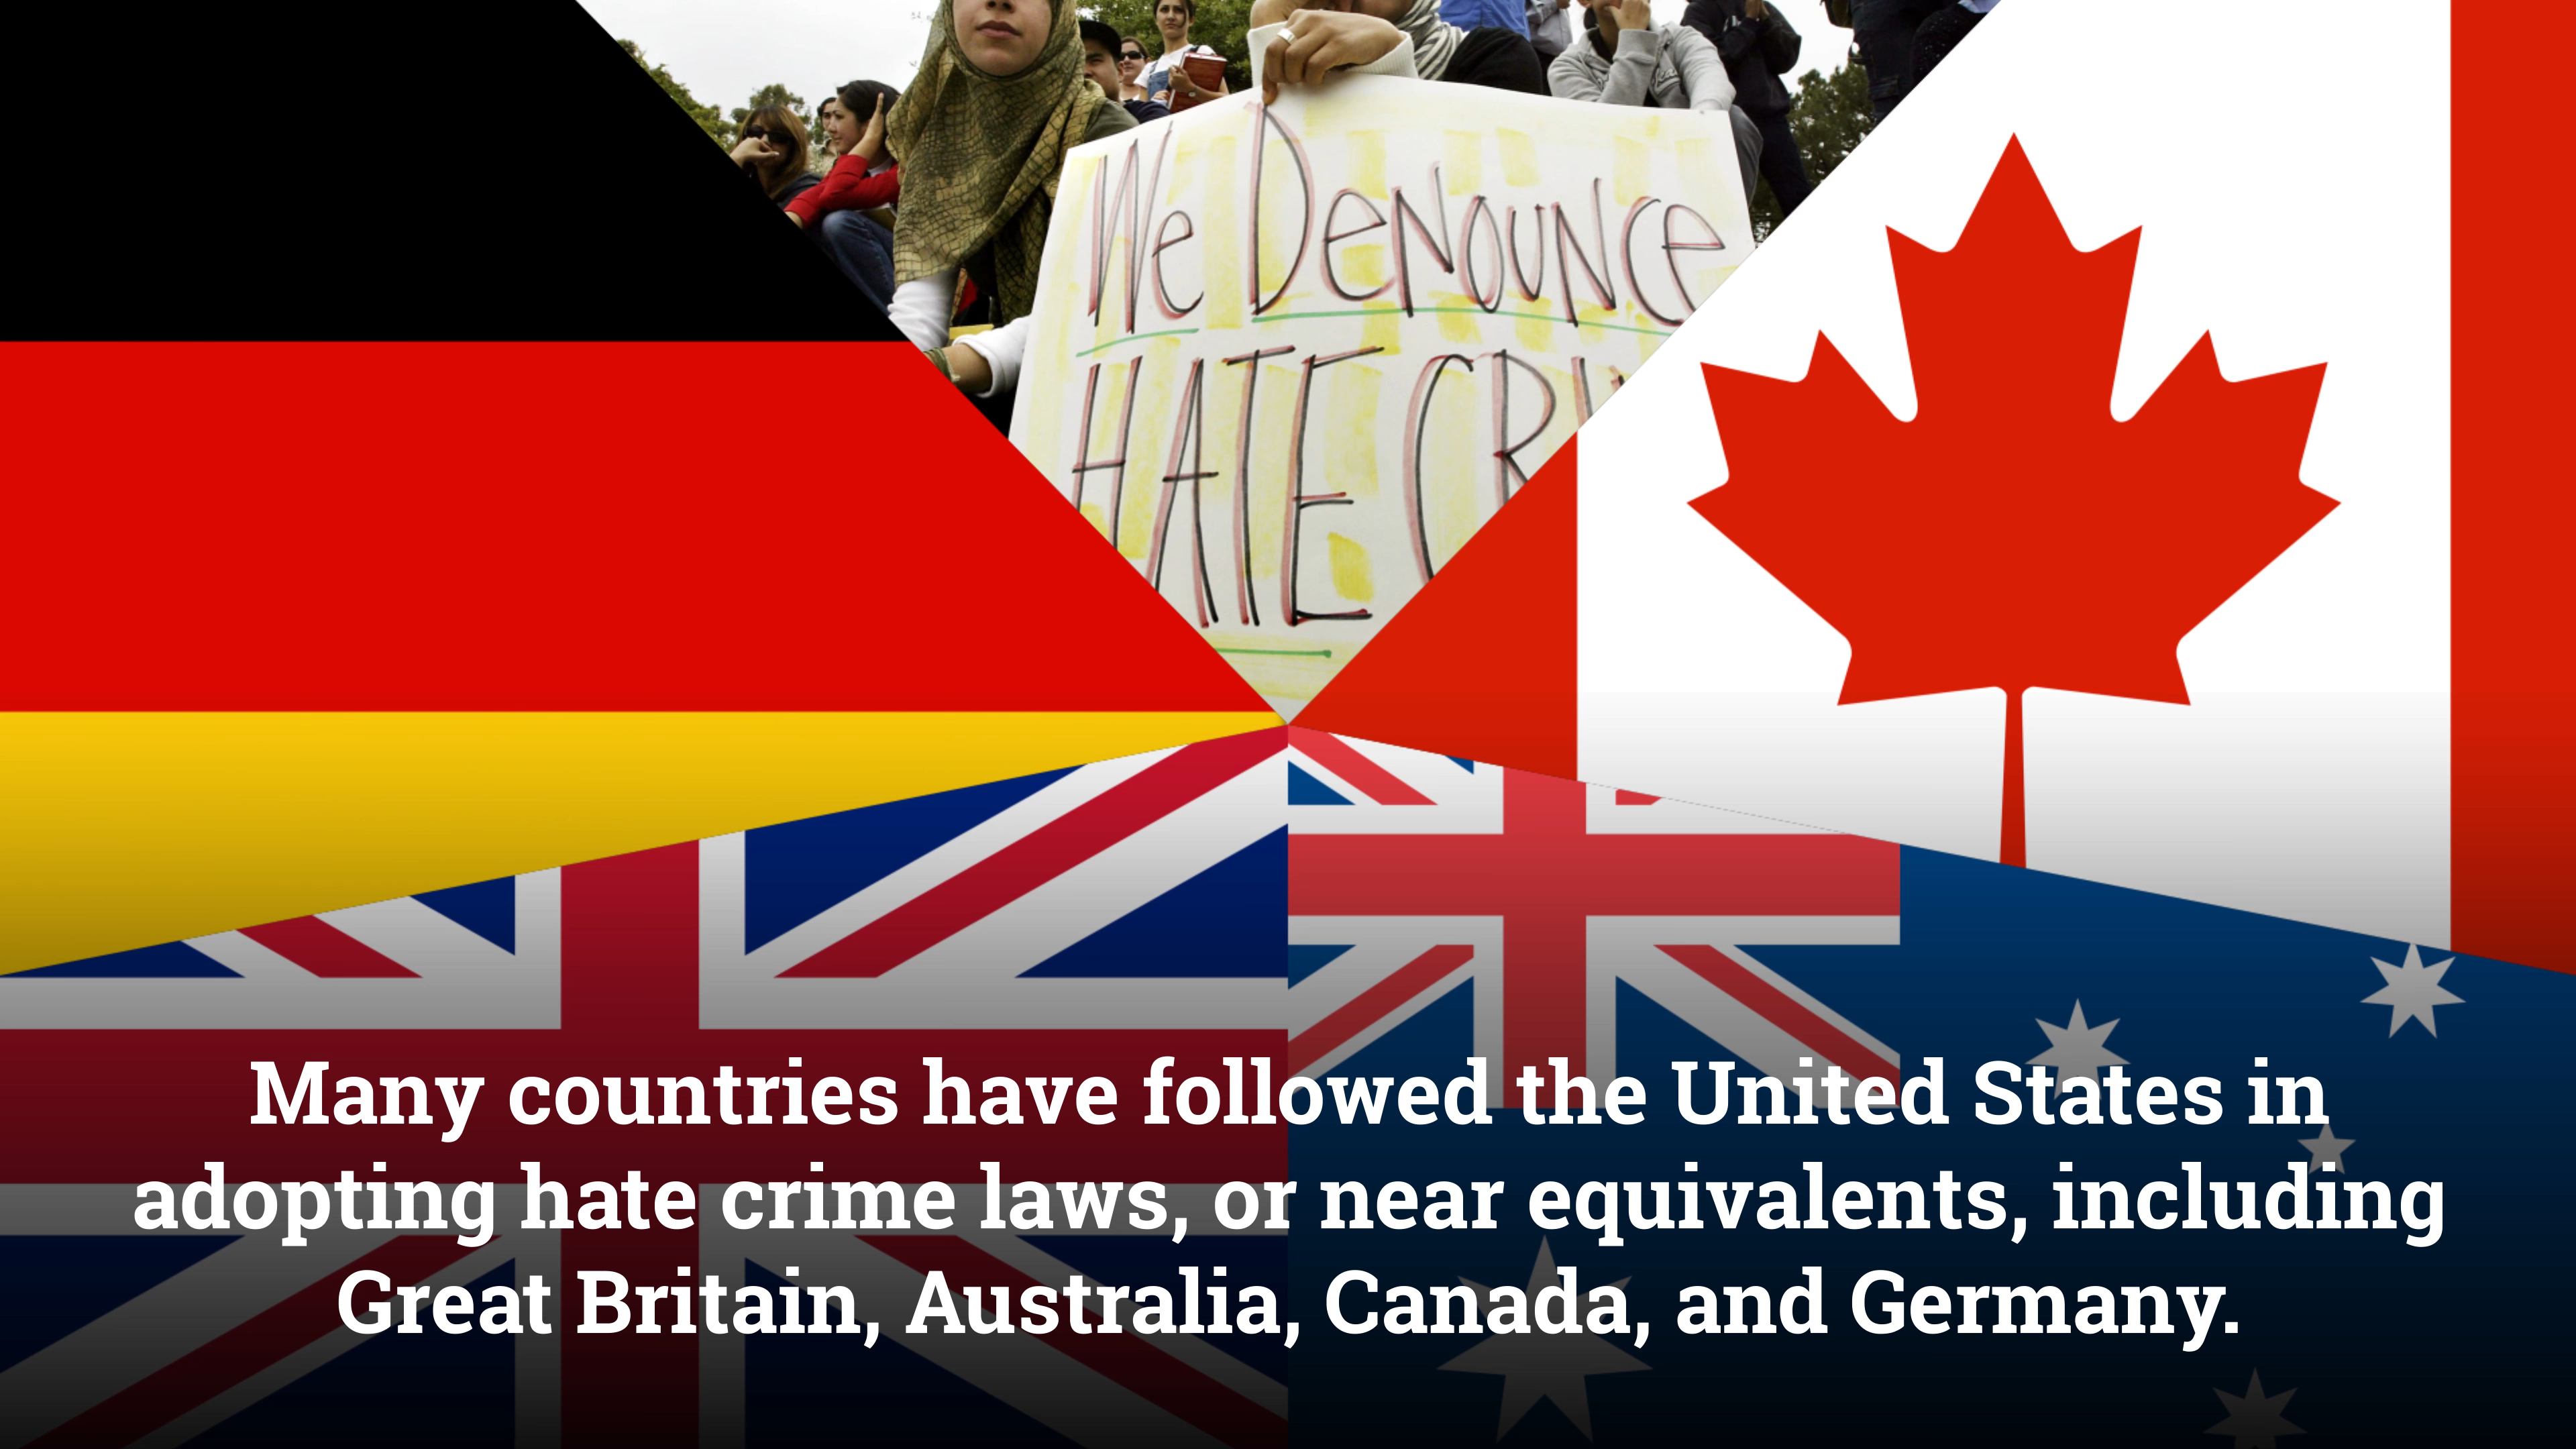 We Denounce
HATE CRI
Many countries have followed the United States in
adopting hate crime laws, or near equivalents, including
Great Britain, Australia, Canada, and Germany.